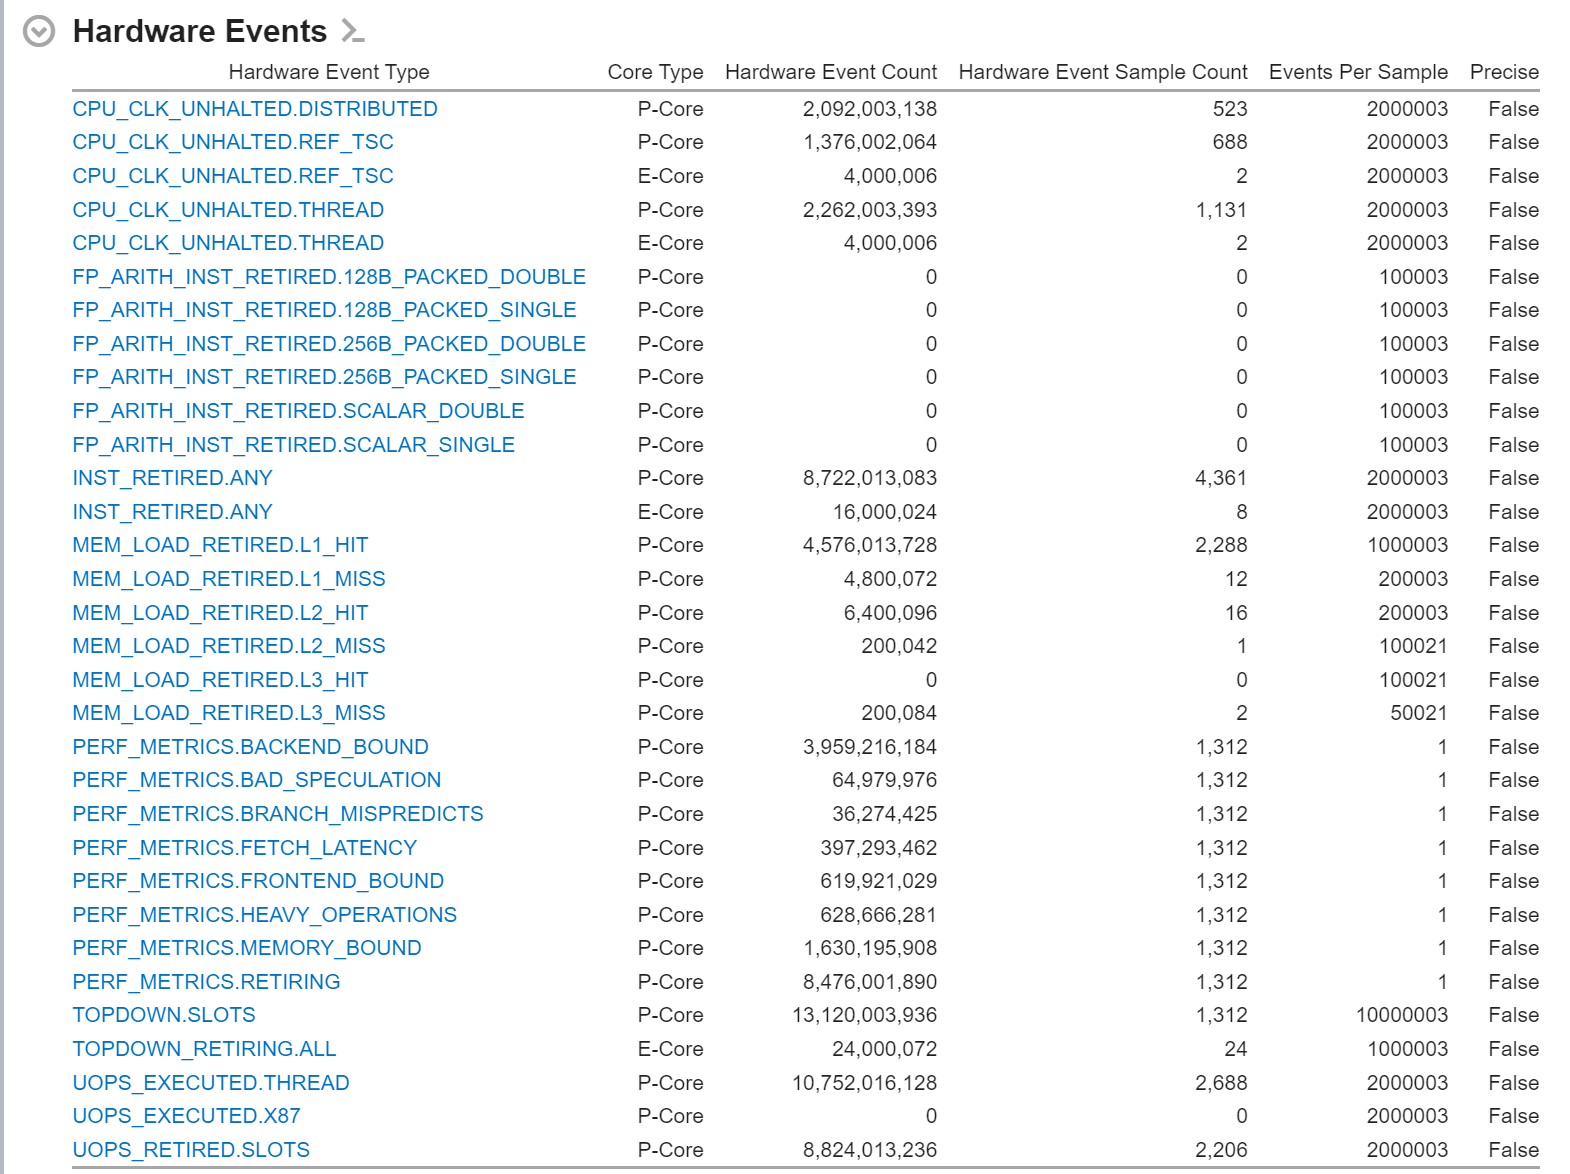 Hardware Events
Hardware Event Type Core Type Hardware Event Count Hardware Event Sample Count Events Per Sample Precise
CPU_CLK_UNHALTED.DISTRIBUTED P-Core 2,092,003,138 523 2000003 False
CPU_CLK_UNHALTED.REF_TSC P-Core 1,376,002,064 688 2000003 False
CPU_CLK_UNHALTED.REF_TSC E-Core 4,000,006 2 2000003 False
CPU_CLK_UNHALTED.THREAD P-Core 2,262,003,393 1,131 2000003 False
CPU_CLK_UNHALTED.THREAD E-Core 4,000,006 2 2000003 False
FP_ARITH_INST_RETIRED.128B_PACKED_DOUBLE P-Core 0 0 100003 False
FP_ARITH_INST_RETIRED.128B_PACKED_SINGLE P-Core 0 0 100003 False
FP_ARITH_INST_RETIRED.256B_PACKED_DOUBLE P-Core 0 0 100003 False
FP_ARITH_INST_RETIRED.256B_PACKED_SINGLE P-Core 0 0 100003 False
FP_ARITH_INST_RETIRED.SCALAR_DOUBLE P-Core 0 0 100003 False
FP_ARITH_INST_RETIRED.SCALAR_SINGLE P-Core 0 0 100003 False
INST_RETIRED.ANY P-Core 8,722,013,083 4,361 2000003 False
INST_RETIRED.ANY E-Core 16,000,024 8 2000003 False
MEM_LOAD_RETIRED.L1_HIT P-Core 4,576,013,728 2,288 1000003 False
MEM_LOAD_RETIRED.L1_MISS P-Core 4,800,072 12 200003 False
MEM_LOAD_RETIRED.L2_HIT P-Core 6,400,096 16 200003 False
MEM_LOAD_RETIRED.L2_MISS P-Core 200,042 1 100021 False
MEM_LOAD_RETIRED.L3_HIT P-Core 0 0 100021 False
MEM_LOAD_RETIRED.L3_MISS P-Core 200,084 2 50021 False
PERF_METRICS.BACKEND_BOUND P-Core 3,959,216,184 1,312 1 False
PERF_METRICS.BAD_SPECULATION P-Core 64,979,976 1,312 1 False
PERF_METRICS.BRANCH_MISPREDICTS P-Core 36,274,425 1,312 1 False
PERF_METRICS.FETCH_LATENCY P-Core 397,293,462 1,312 1 False
PERF_METRICS.FRONTEND_BOUND P-Core 619,921,029 1,312 1 False
PERF_METRICS.HEAVY_OPERATIONS P-Core 628,666,281 1,312 1 False
PERF_METRICS.MEMORY_BOUND P-Core 1,630,195,908 1,312 1 False
PERF_METRICS.RETIRING P-Core 8,476,001,890 1,312 1 False
TOPDOWN.SLOTS P-Core 13,120,003,936 1,312 10000003 False
TOPDOWN_RETIRING.ALL E-Core 24,000,072 24 1000003 False
UOPS_EXECUTED.THREAD P-Core 10,752,016,128 2,688 2000003 False
UOPS_EXECUTED.X87 P-Core 0 0 2000003 False
UOPS_RETIRED.SLOTS P-Core 8,824,013,236 2,206 2000003 False